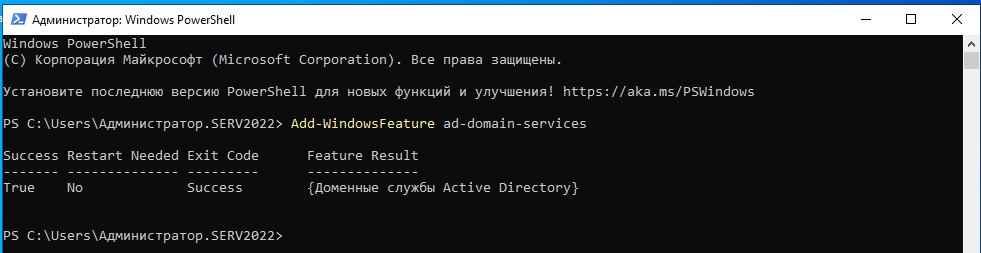 Администратор: Windows PowerShell
Windows PowerShell
(C) Корпорация Майкрософт (Microsoft Corporation). Все права защищены.
Установите последнюю версию PowerShell для новых функций и улучшения! https://aka.ms/PSWindows
PS C:\Users\Администратор.SERV2022> Add-WindowsFeature ad-domain-services
Success Restart Needed Exit Code      Feature Result
------- -------------- ---------      --------------
True    No             Success        {Доменные службы Active Directory}
PS C:\Users\Администратор.SERV2022>